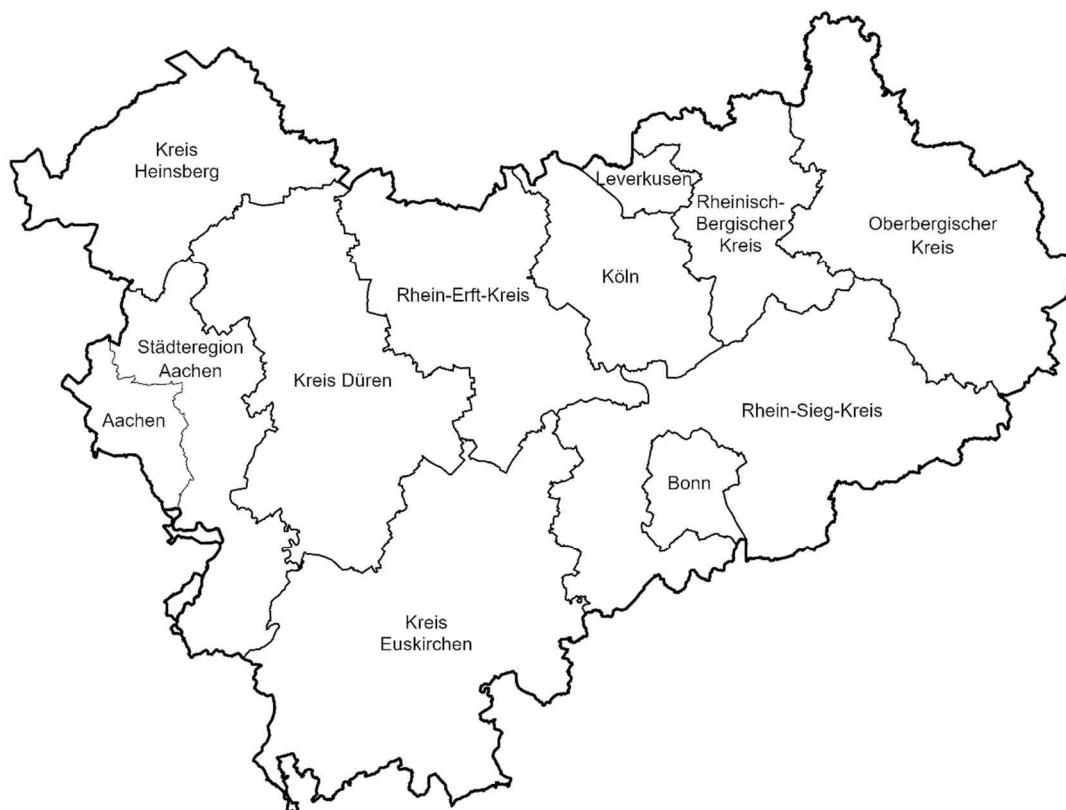 Kreis
Heinsberg
Leverkusen
Rheinisch-
Bergischer
Kreis
Oberbergischer
Kreis
Köln
Rhein-Erft-Kreis
Städteregion
Aachen
Kreis Düren
Aachen
Rhein-Sieg-Kreis
Bonn
Kreis
Euskirchen